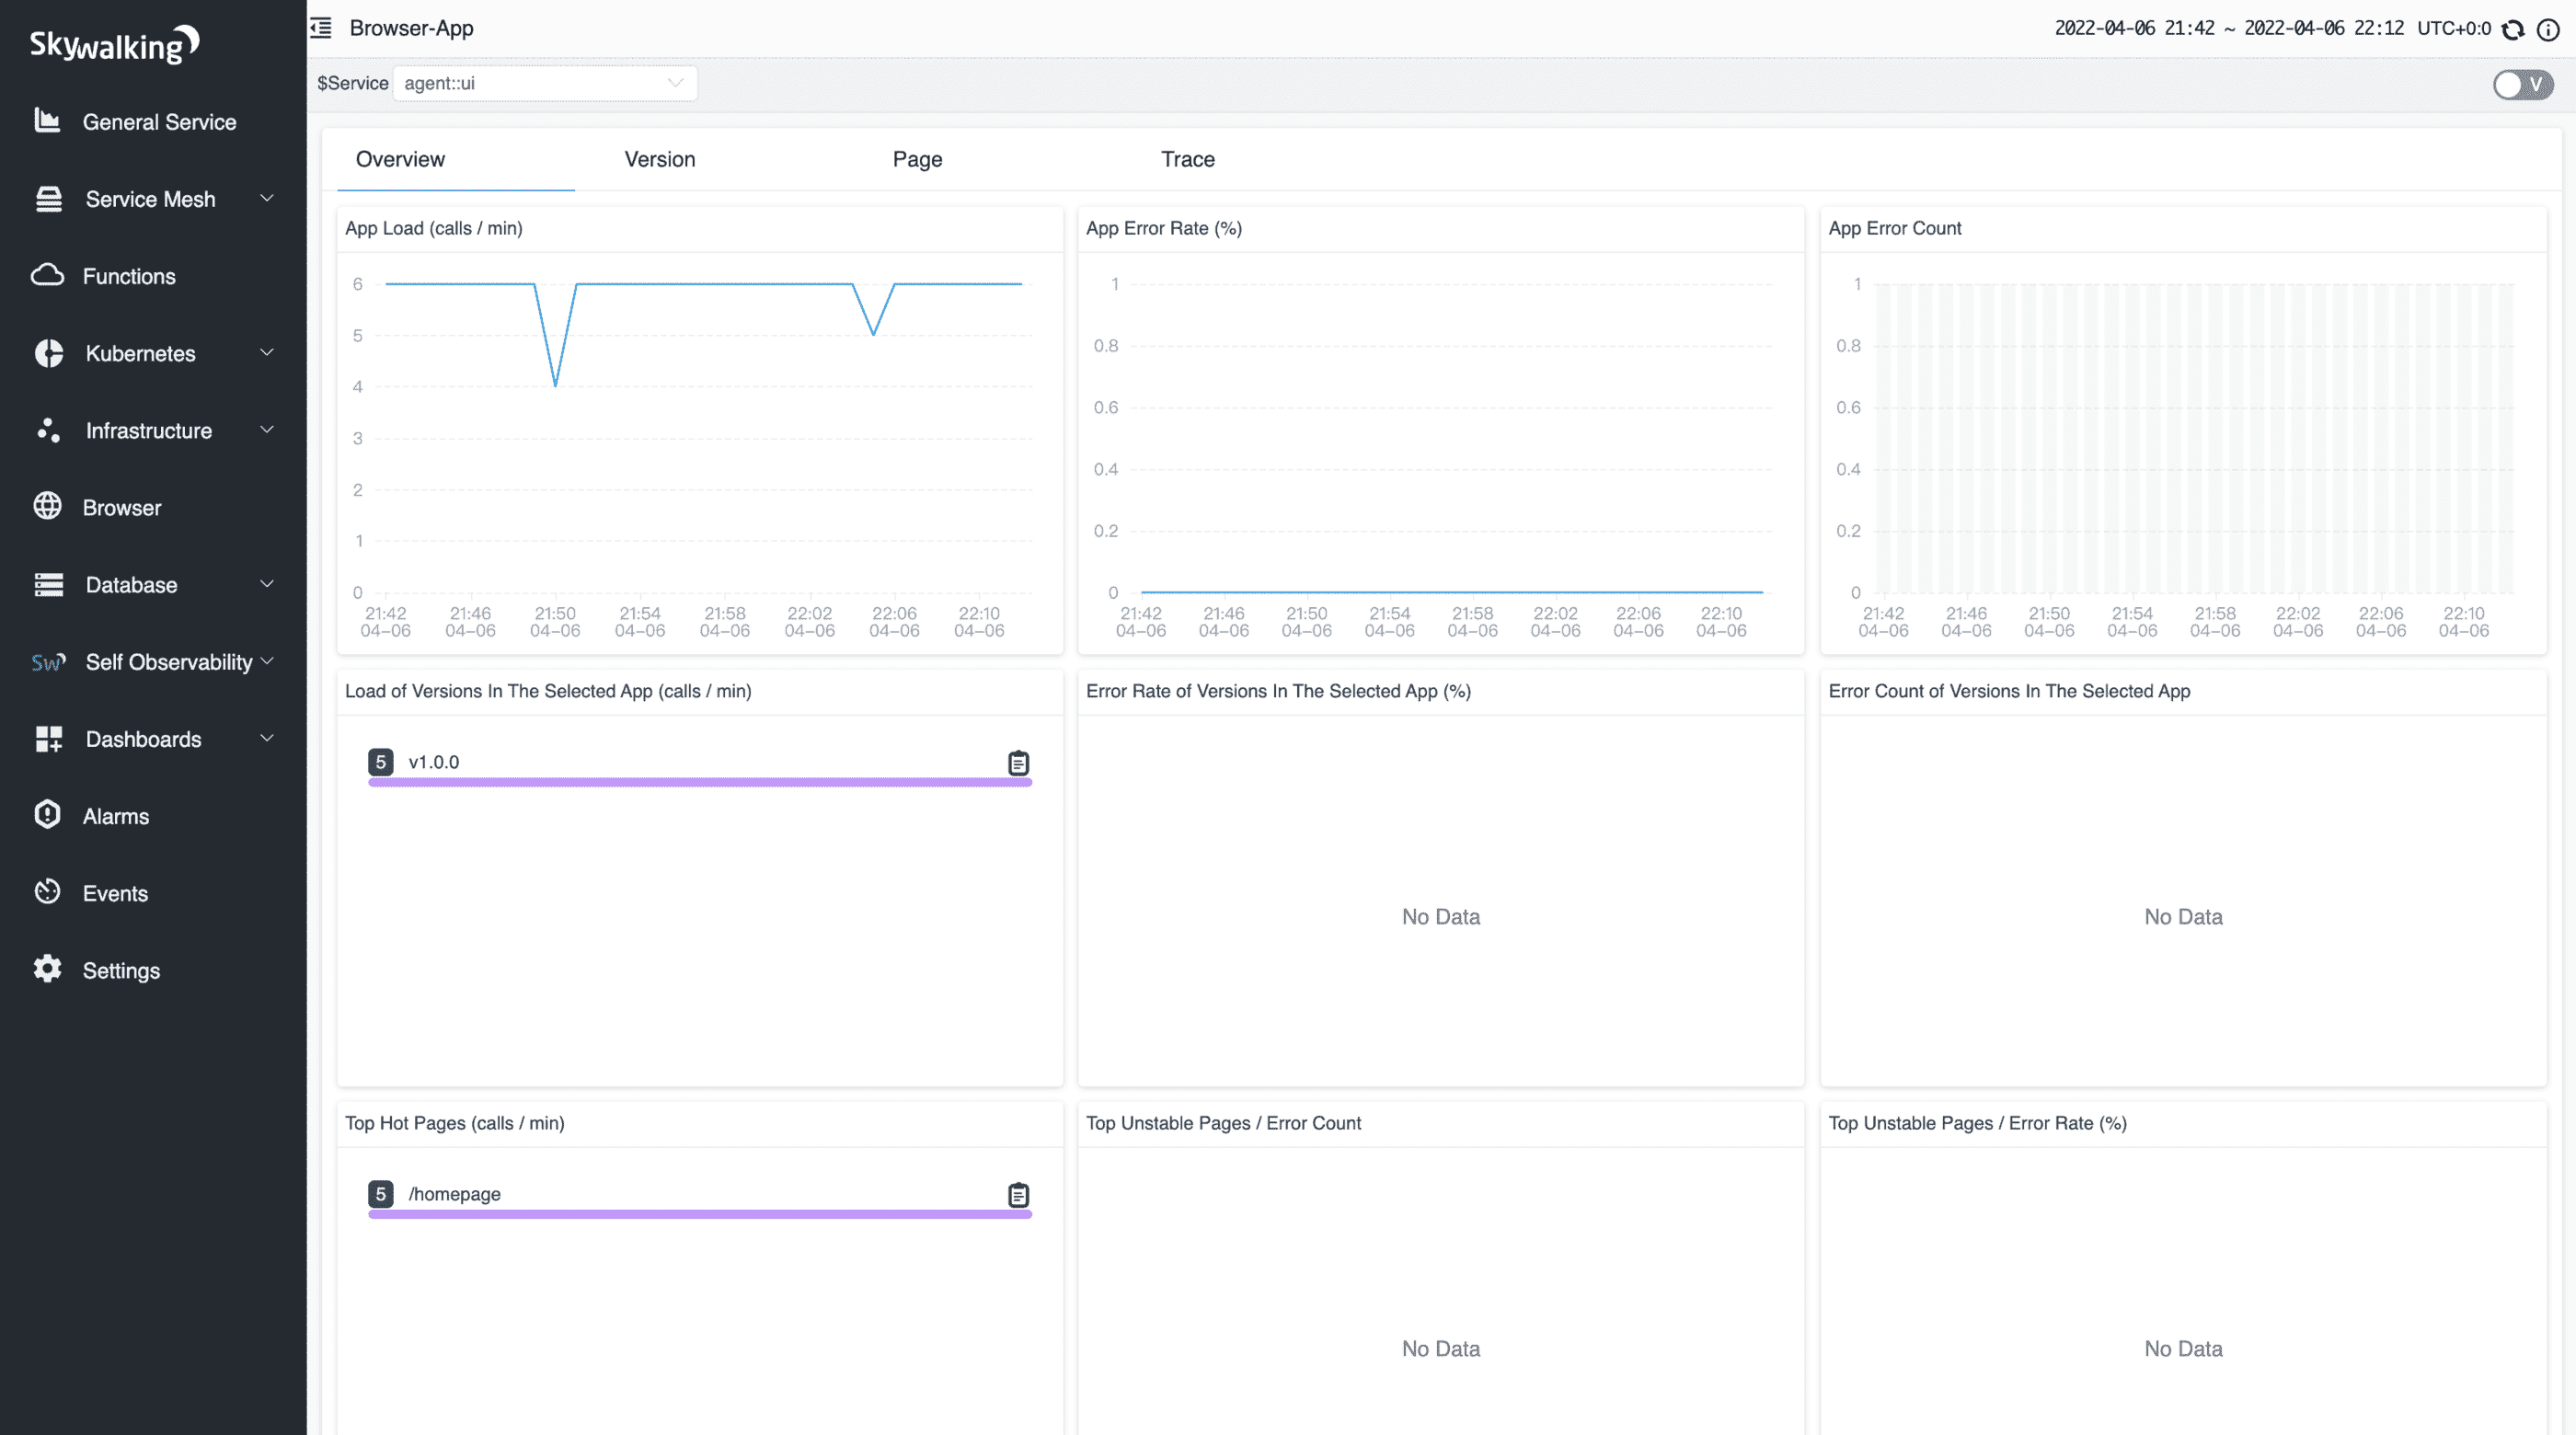 Skywalking
General Service
Service Mesh
Functions
Kubernetes
Infrastructure
Browser
Database
Sw Self Observability
Dashboards
Alarms
Events
Settings
Browser-App
2022-04-06 21:42 ~ 2022-04-06 22:12 UTC+0:0
$Service agent::ui
V
Overview Version Page Trace
App Load (calls / min)
6
5
4
3
2
1
0
21:42 21:46 21:50 21:54 21:58 22:02 22:06 22:10
04-06 04-06 04-06 04-06 04-06 04-06 04-06 04-06
App Error Rate (%)
1
0.8
0.6
0.4
0.2
0
21:42 21:46 21:50 21:54 21:58 22:02 22:06 22:10
04-06 04-06 04-06 04-06 04-06 04-06 04-06 04-06
App Error Count
1
0.8
0.6
0.4
0.2
0
21:42 21:46 21:50 21:54 21:58 22:02 22:06 22:10
04-06 04-06 04-06 04-06 04-06 04-06 04-06 04-06
Load of Versions In The Selected App (calls / min)
5 v1.0.0
Error Rate of Versions In The Selected App (%)
No Data
Error Count of Versions In The Selected App
No Data
Top Hot Pages (calls / min)
5 /homepage
Top Unstable Pages / Error Count
No Data
Top Unstable Pages / Error Rate (%)
No Data